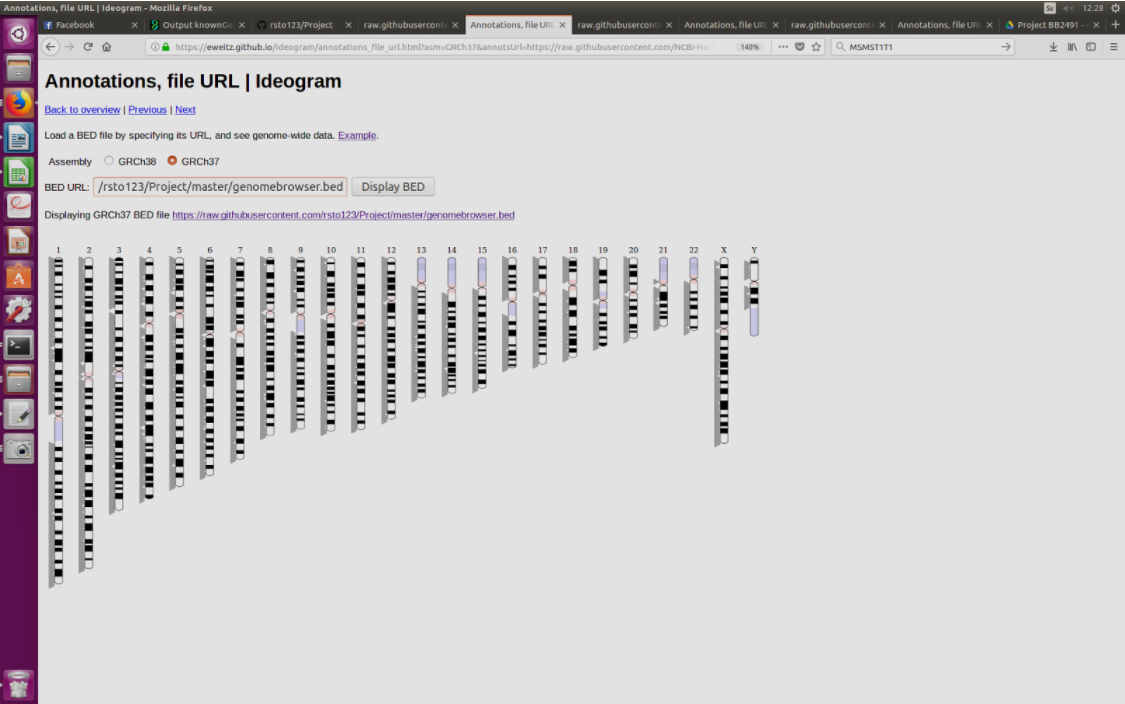 Annotations, file URL | Ideogram - Mozilla Firefox
Sv 12:28
Facebook
Output knownGe
rsto123/Project
raw.githubuserconte
Annotations, file URL
raw.githubuserconte
Annotations, file URL
raw.githubuserconte
Annotations, file URL
Project BB2491 –
https://eweitz.github.io/ideogram/annotations_file_url.html?asm=GRCh37&annotsUrl=https://raw.githubusercontent.com/NCBI-Ha
140%
MSMST1T1
Annotations, file URL | Ideogram
Back to overview | Previous | Next
Load a BED file by specifying its URL, and see genome-wide data. Example.
Assembly GRCh38 GRCh37
BED URL: /rsto123/Project/master/genomebrowser.bed Display BED
Displaying GRCh37 BED file https://raw.githubusercontent.com/rsto123/Project/master/genomebrowser.bed
1 2 3 4 5 6 7 8 9 10 11 12 13 14 15 16 17 18 19 20 21 22 X Y